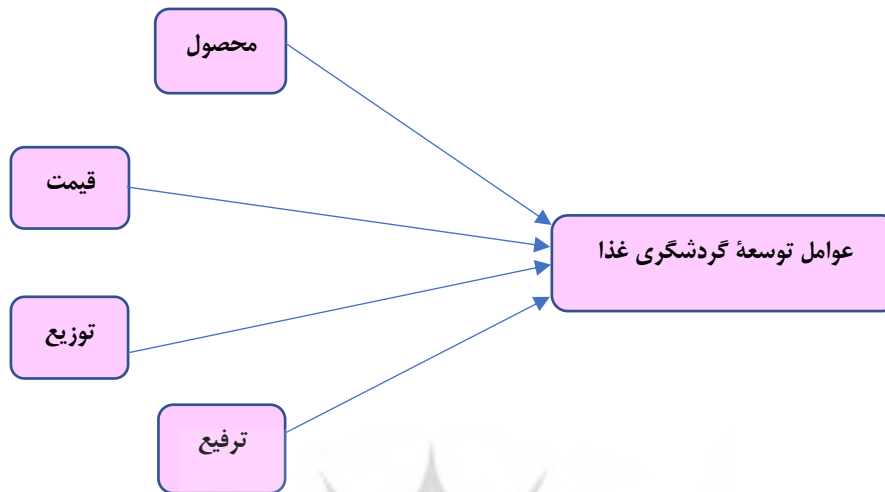 محصول
قیمت
عوامل توسعهٔ گردشگری غذا
توزیع
ترفیع